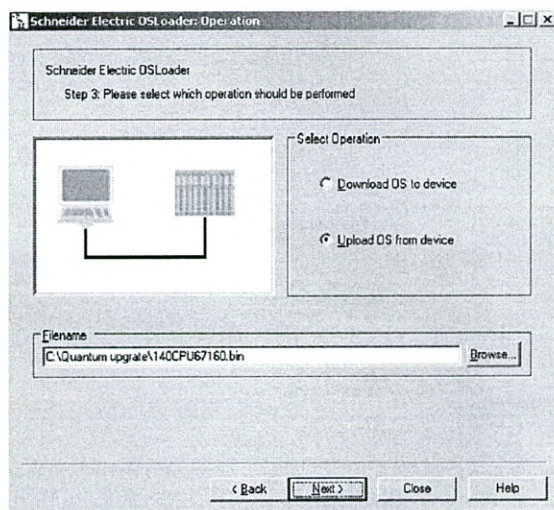 Schneider Electric OSLoader: Operation
Schneider Electric OSLoader
Step 3: Please select which operation should be performed
Select Operation
Download OS to device
Upload OS from device
Filename
C:\Quantum upgrate\140CPU67160.bin
Browse...
< Back
Next >
Close
Help